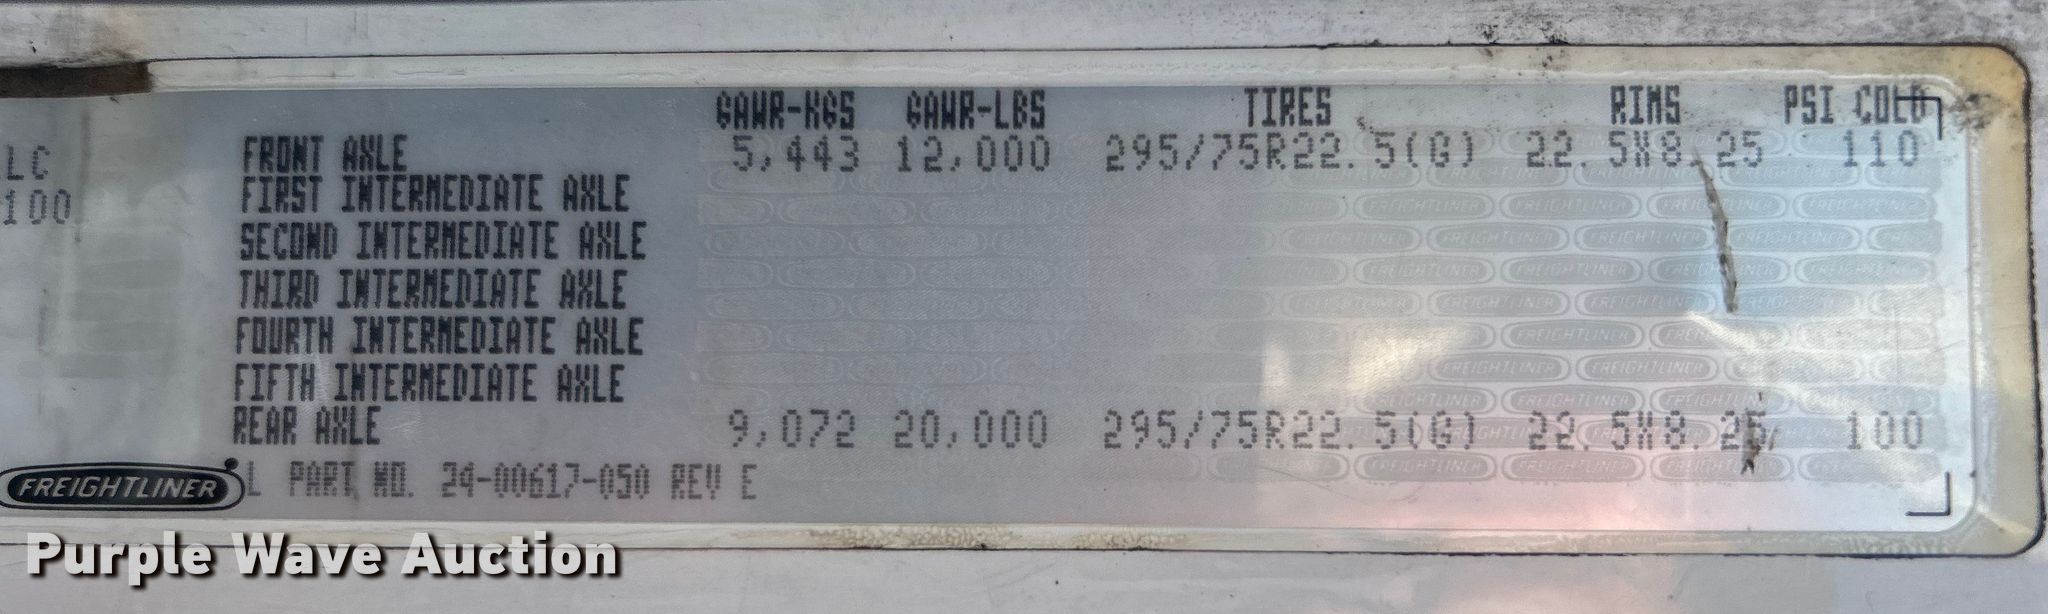 GAWR-KGS GAWR-LBS TIRES RIMS PSI COLD
LC FRONT AXLE 5,443 12,000 295/75R22.5(G) 22.5X8.25 110
100 FIRST INTERMEDIATE AXLE
SECOND INTERMEDIATE AXLE
THIRD INTERMEDIATE AXLE
FOURTH INTERMEDIATE AXLE
FIFTH INTERMEDIATE AXLE
REAR AXLE 9,072 20,000 295/75R22.5(G) 22.5X8.25 100
FREIGHTLINER L PART NO. 24-00617-050 REV E
Purple Wave Auction